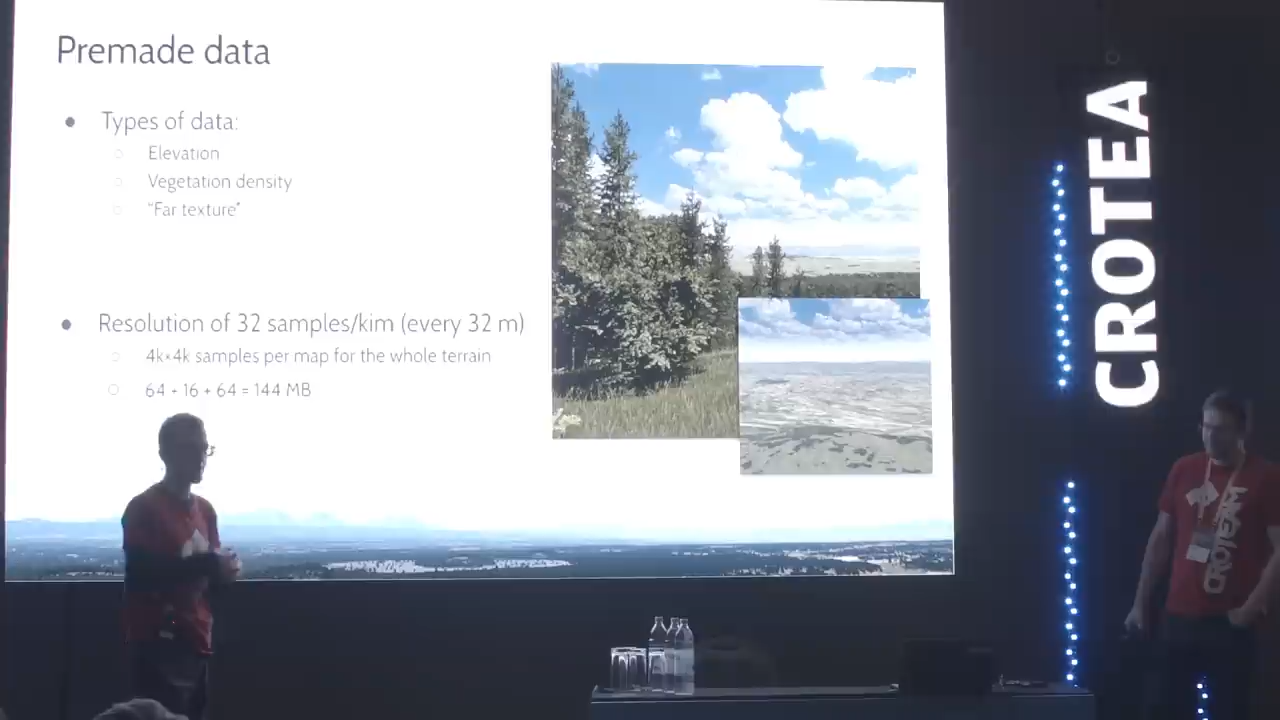 Premade data
Types of data:
Elevation
Vegetation density
"Far texture"
Resolution of 32 samples/kim (every 32 m)
4k×4k samples per map for the whole terrain
64 + 16 + 64 = 144 MB
CROTEA
CROTEAM